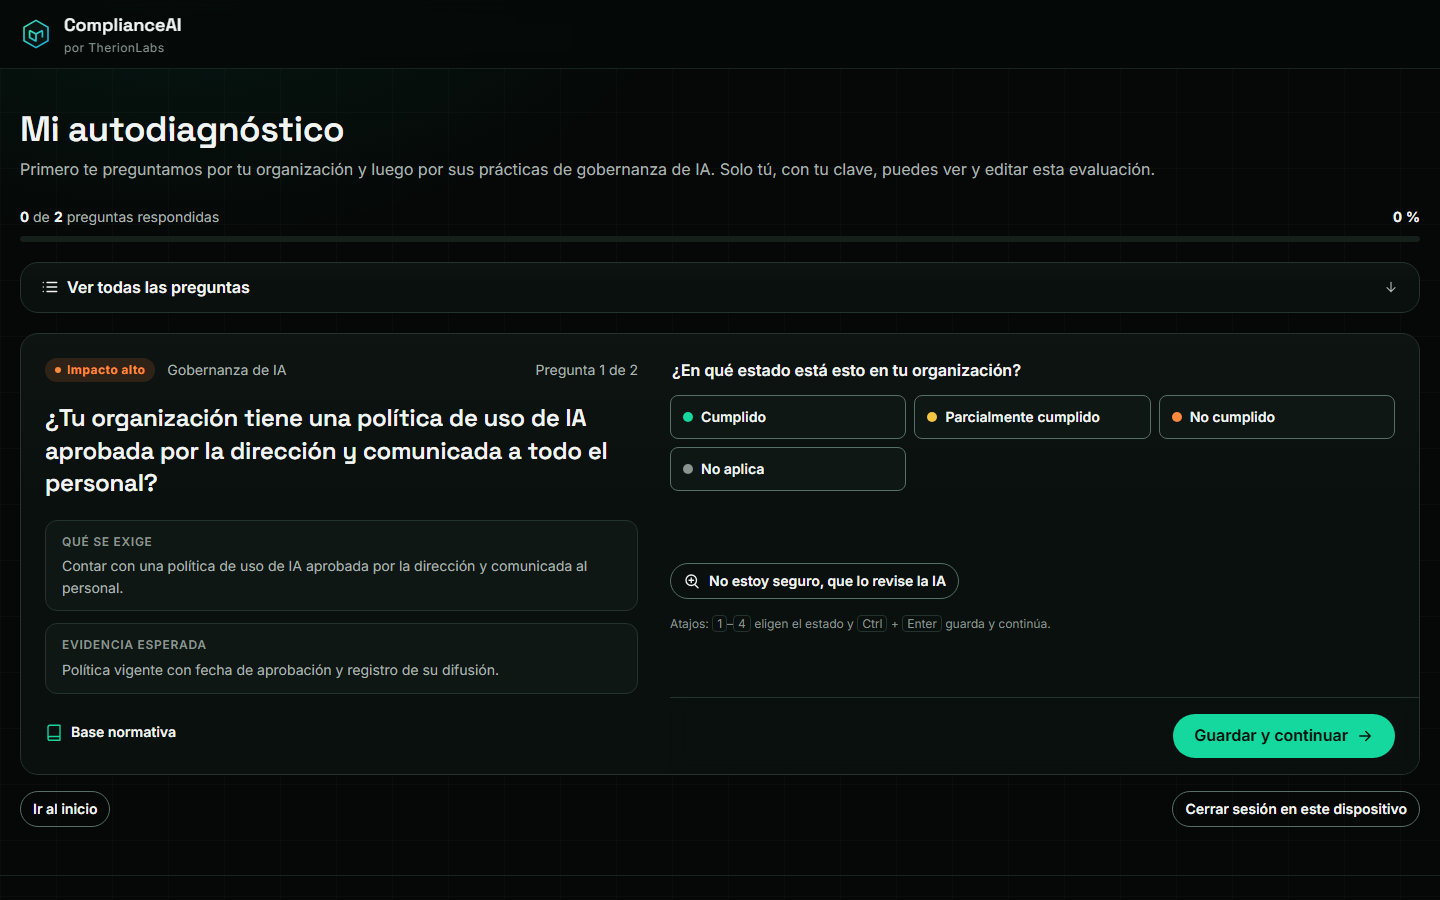 ComplianceAI
por TherionLabs
Mi autodiagnóstico
Primero te preguntamos por tu organización y luego por sus prácticas de gobernanza de IA. Solo tú, con tu clave, puedes ver y editar esta evaluación.
0 de 2 preguntas respondidas
0 %
Ver todas las preguntas
Impacto alto
Gobernanza de IA
Pregunta 1 de 2
¿Tu organización tiene una política de uso de IA
aprobada por la dirección y comunicada a todo el
personal?
QUÉ SE EXIGE
Contar con una política de uso de IA aprobada por la dirección y comunicada al
personal.
EVIDENCIA ESPERADA
Política vigente con fecha de aprobación y registro de su difusión.
Base normativa
¿En qué estado está esto en tu organización?
Cumplido
Parcialmente cumplido
No cumplido
No aplica
No estoy seguro, que lo revise la IA
Atajos: 1–4 eligen el estado y Ctrl + Enter guarda y continúa.
Guardar y continuar
Ir al inicio
Cerrar sesión en este dispositivo